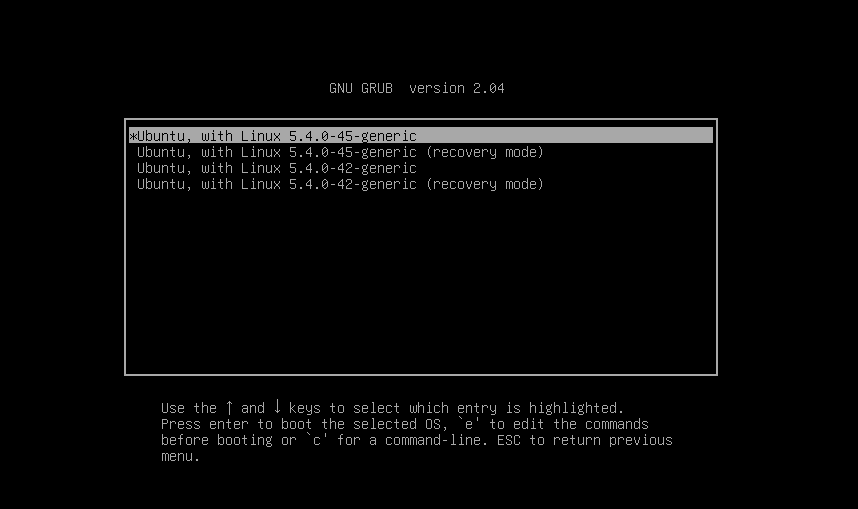 GNU GRUB  version 2.04
*Ubuntu, with Linux 5.4.0-45-generic
Ubuntu, with Linux 5.4.0-45-generic (recovery mode)
Ubuntu, with Linux 5.4.0-42-generic
Ubuntu, with Linux 5.4.0-42-generic (recovery mode)
Use the ↑ and ↓ keys to select which entry is highlighted.
Press enter to boot the selected OS, `e' to edit the commands
before booting or `c' for a command-line. ESC to return previous
menu.